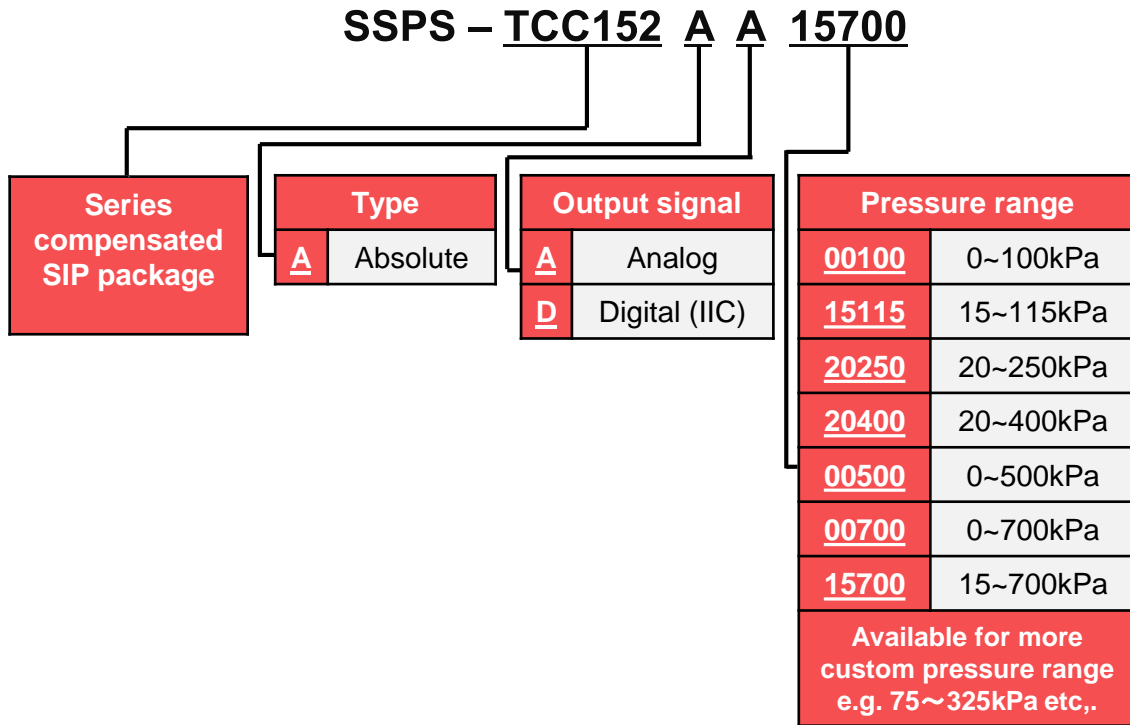 SSPS – TCC152 A A 15700
Series
compensated
SIP package
Type
A Absolute
Output signal
A Analog
D Digital (IIC)
Pressure range
00100 0~100kPa
15115 15~115kPa
20250 20~250kPa
20400 20~400kPa
00500 0~500kPa
00700 0~700kPa
15700 15~700kPa
Available for more
custom pressure range
e.g. 75～325kPa etc,.